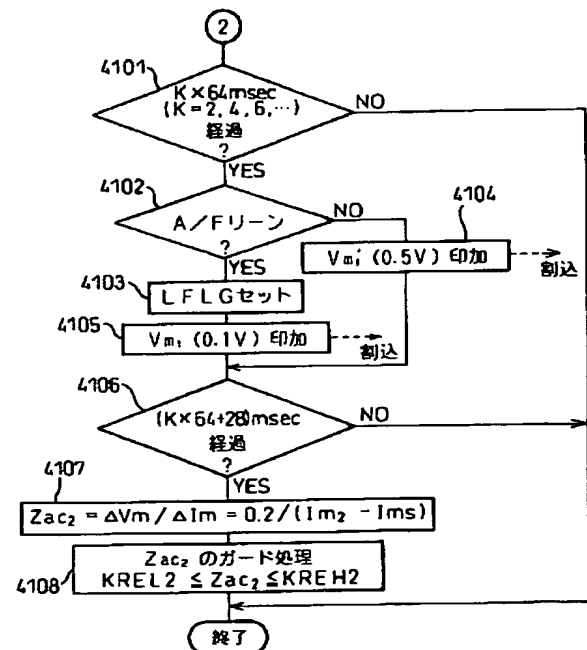 2
4101
K×64msec
(K=2,4,6,…)
経過
?
NO
YES
4102
A/Fリーン
?
NO
YES
4104
Vm₁′ (0.5V) 印加
割込
4103
LFLGセット
4105
Vm₁ (0.1V) 印加
割込
4106
(K×64+28)msec
経過
?
NO
YES
4107
Zac₂ = ΔVm/ΔIm = 0.2/(Im₂ - Ims)
4108
Zac₂ のガード処理
KREL2 ≦ Zac₂ ≦ KREH2
終了